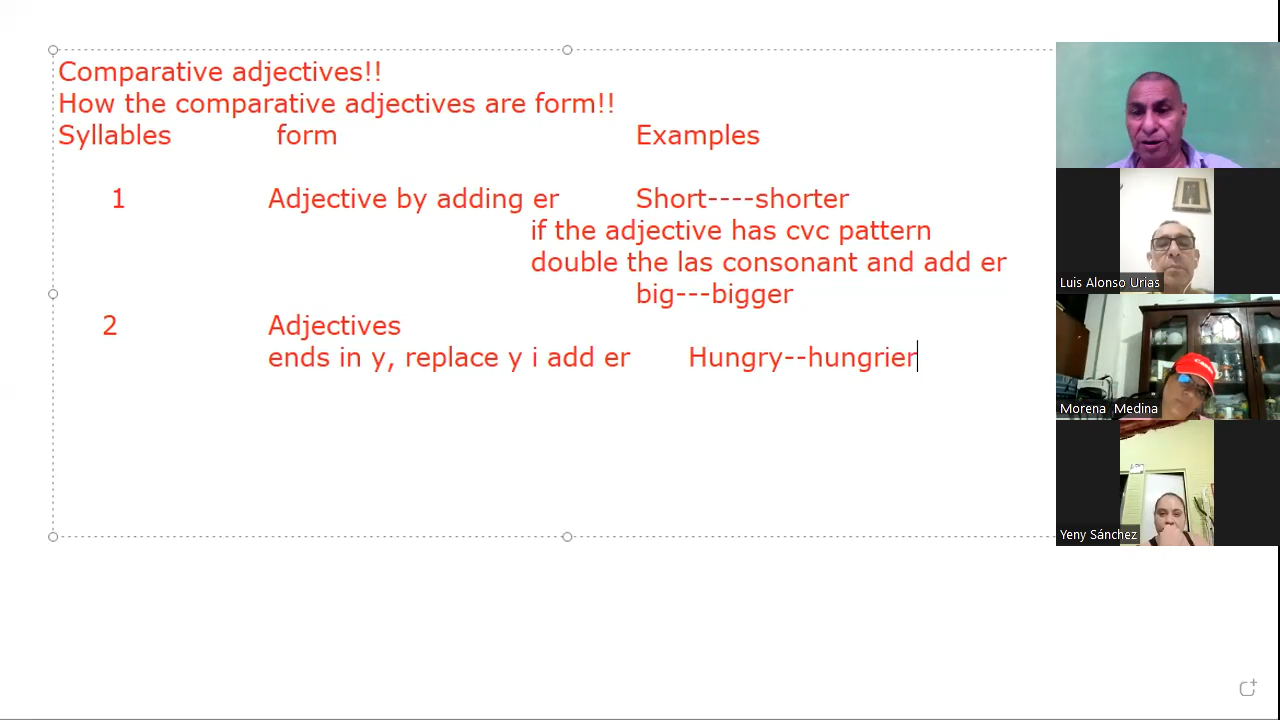 Comparative adjectives!!
How the comparative adjectives are form!!
Syllables form Examples
1 Adjective by adding er Short----shorter
if the adjective has cvc pattern
double the las consonant and add er
big---bigger
2 Adjectives
ends in y, replace y i add er Hungry--hungrier
Luis Alonso Urias
Morena Medina
Yeny Sánchez